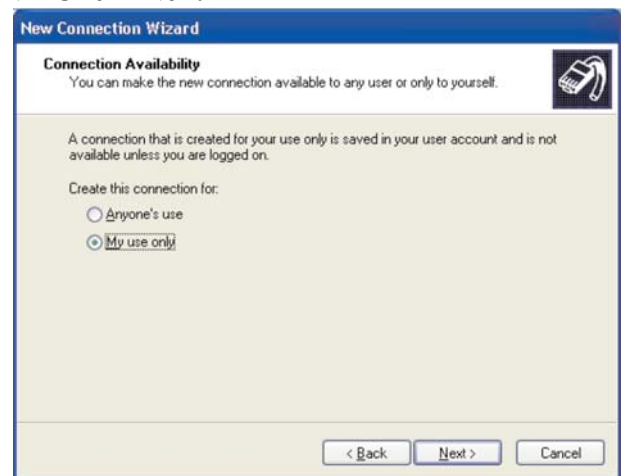 New Connection Wizard
Connection Availability
You can make the new connection available to any user or only to yourself.
A connection that is created for your use only is saved in your user account and is not
available unless you are logged on.
Create this connection for:
Anyone's use
My use only
< Back Next > Cancel